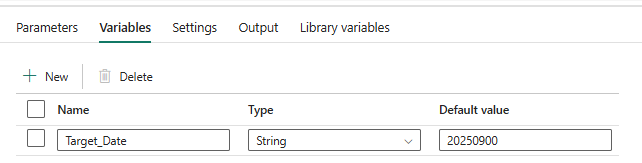 Parameters Variables Settings Output Library variables
New Delete
Name Type Default value
Target_Date String 20250900